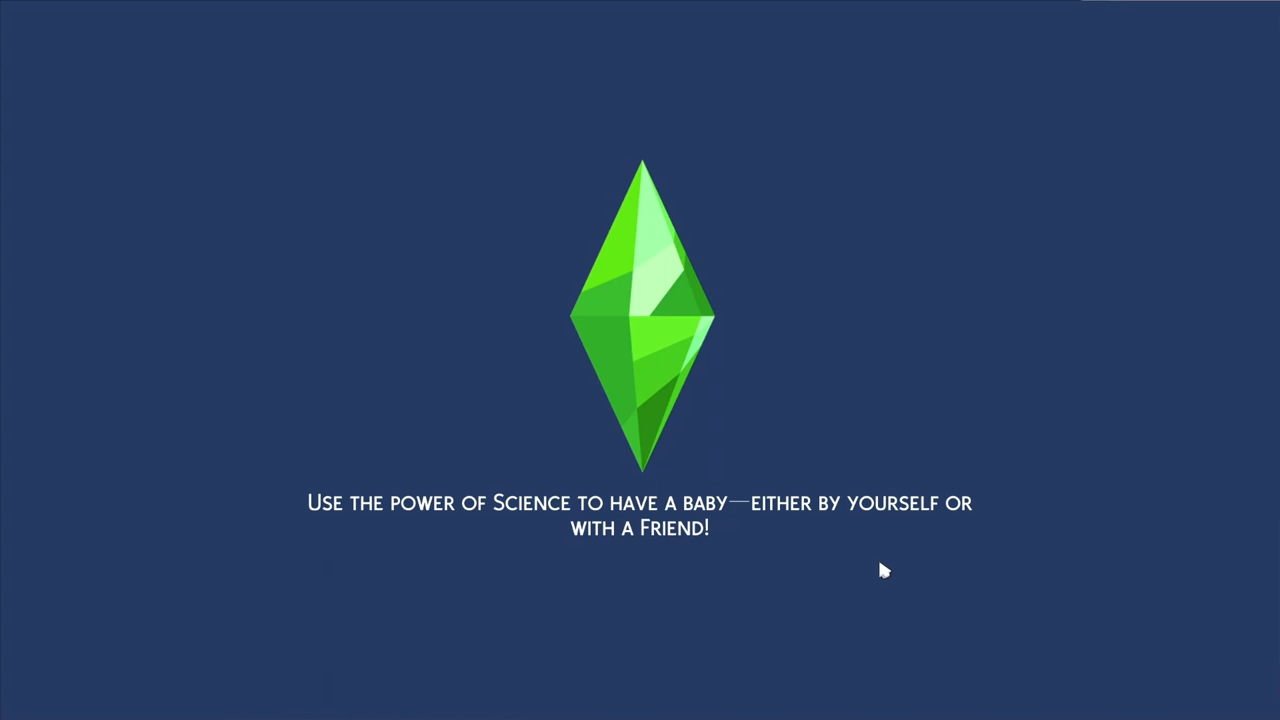 Use the power of Science to have a baby—either by yourself or
with a Friend!